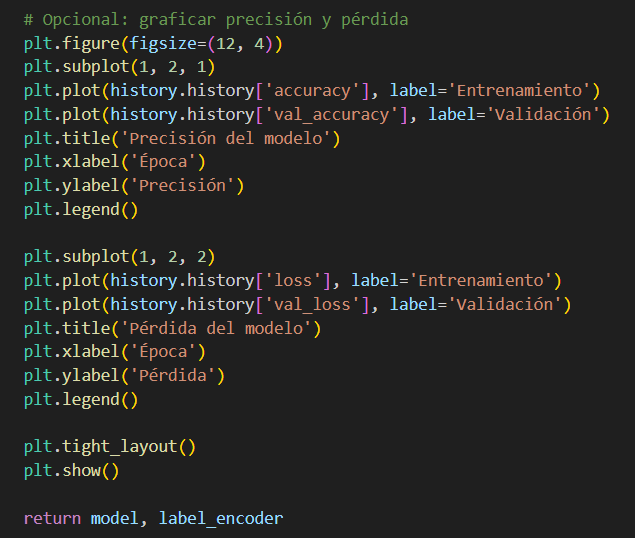 # Opcional: graficar precisión y pérdida
plt.figure(figsize=(12, 4))
plt.subplot(1, 2, 1)
plt.plot(history.history['accuracy'], label='Entrenamiento')
plt.plot(history.history['val_accuracy'], label='Validación')
plt.title('Precisión del modelo')
plt.xlabel('Época')
plt.ylabel('Precisión')
plt.legend()

plt.subplot(1, 2, 2)
plt.plot(history.history['loss'], label='Entrenamiento')
plt.plot(history.history['val_loss'], label='Validación')
plt.title('Pérdida del modelo')
plt.xlabel('Época')
plt.ylabel('Pérdida')
plt.legend()

plt.tight_layout()
plt.show()

return model, label_encoder